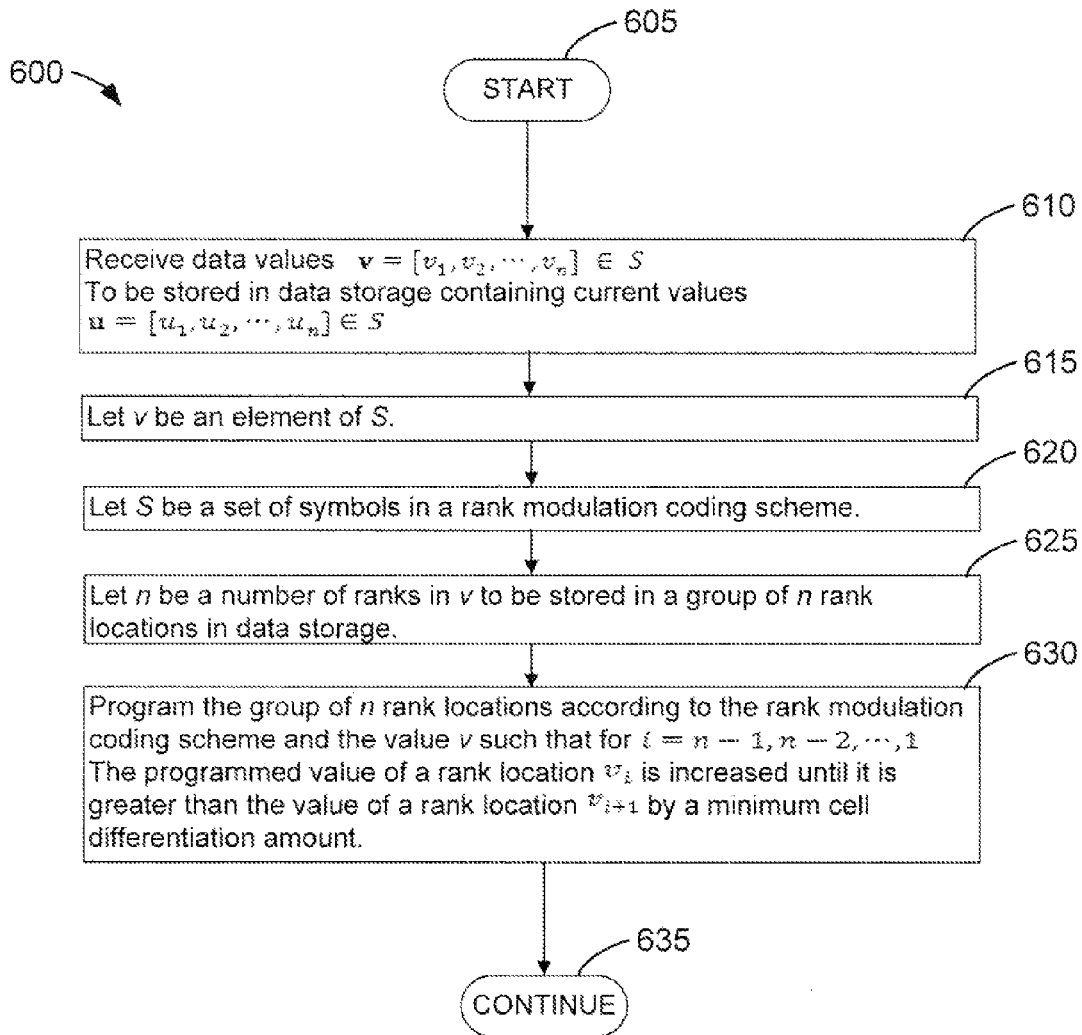 600
605
START
610
Receive data values v = [v₁, v₂, ⋯, vₙ] ∈ S
To be stored in data storage containing current values
u = [u₁, u₂, ⋯, uₙ] ∈ S
615
Let v be an element of S.
620
Let S be a set of symbols in a rank modulation coding scheme.
625
Let n be a number of ranks in v to be stored in a group of n rank
locations in data storage.
630
Program the group of n rank locations according to the rank modulation
coding scheme and the value v such that for i = n − 1, n − 2, ⋯, 1
The programmed value of a rank location vᵢ is increased until it is
greater than the value of a rank location vᵢ₊₁ by a minimum cell
differentiation amount.
635
CONTINUE